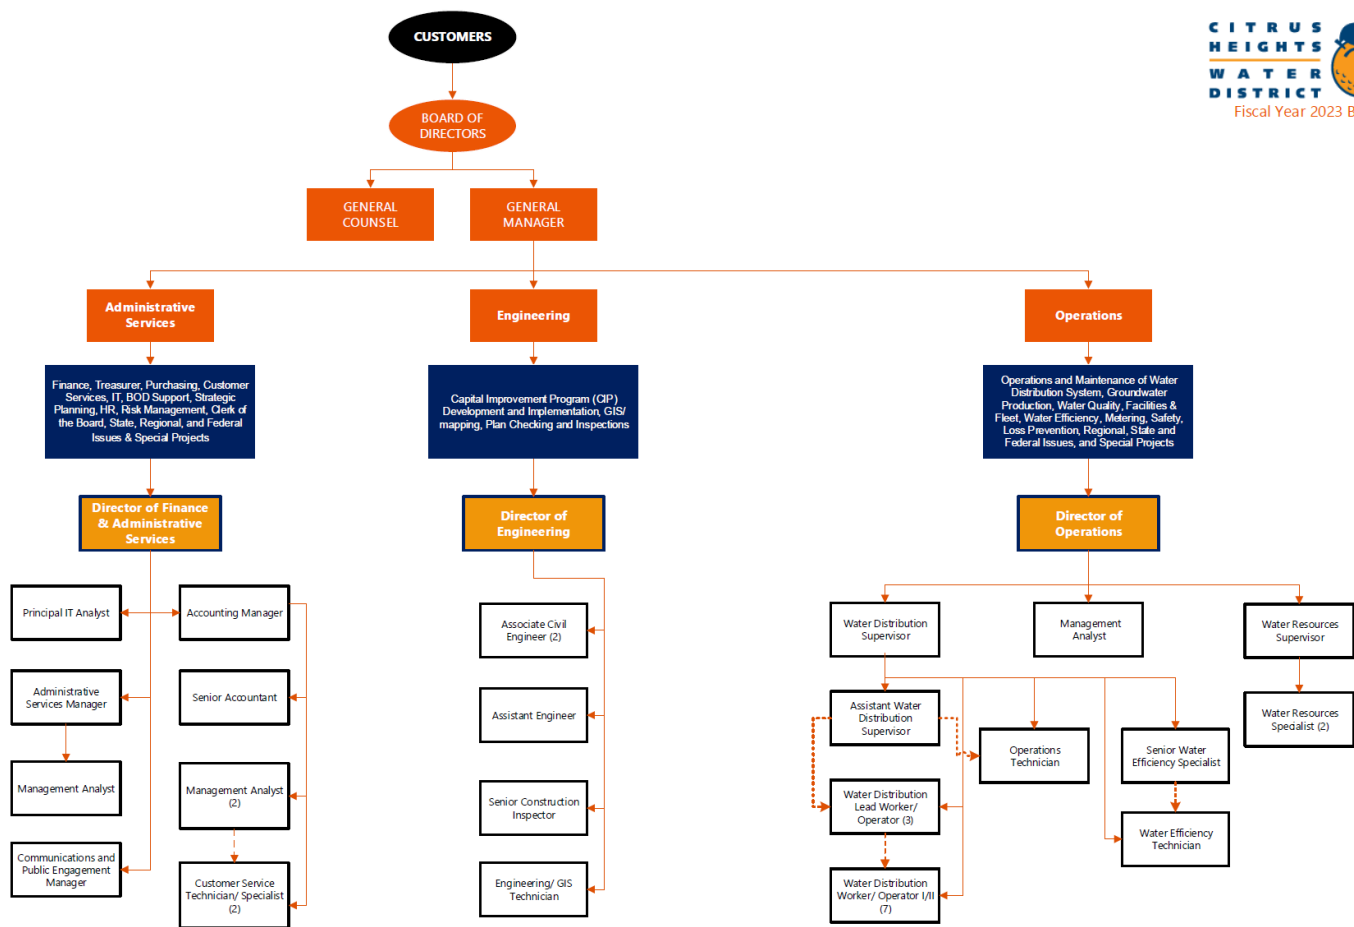 CUSTOMERS
CITRUS
HEIGHTS
WATER
DISTRICT
Fiscal Year 2023 B
BOARD OF
DIRECTORS
GENERAL
COUNSEL
GENERAL
MANAGER
Administrative
Services
Engineering
Operations
Finance, Treasurer, Purchasing, Customer
Services, IT, BOD Support, Strategic
Planning, HR, Risk Management, Clerk of
the Board, State, Regional, and Federal
Issues & Special Projects
Capital Improvement Program (CIP)
Development and Implementation, GIS/
mapping, Plan Checking and Inspections
Operations and Maintenance of Water
Distribution System, Groundwater
Production, Water Quality, Facilities &
Fleet, Water Efficiency, Metering, Safety,
Loss Prevention, Regional, State and
Federal Issues, and Special Projects
Director of Finance
& Administrative
Services
Director of
Engineering
Director of
Operations
Principal IT Analyst
Accounting Manager
Administrative
Services Manager
Senior Accountant
Management Analyst
Management Analyst
(2)
Communications and
Public Engagement
Manager
Customer Service
Technician/ Specialist
(2)
Associate Civil
Engineer (2)
Assistant Engineer
Senior Construction
Inspector
Engineering/ GIS
Technician
Water Distribution
Supervisor
Management
Analyst
Water Resources
Supervisor
Assistant Water
Distribution
Supervisor
Operations
Technician
Senior Water
Efficiency Specialist
Water Resources
Specialist (2)
Water Distribution
Lead Worker/
Operator (3)
Water Efficiency
Technician
Water Distribution
Worker/ Operator I/II
(7)